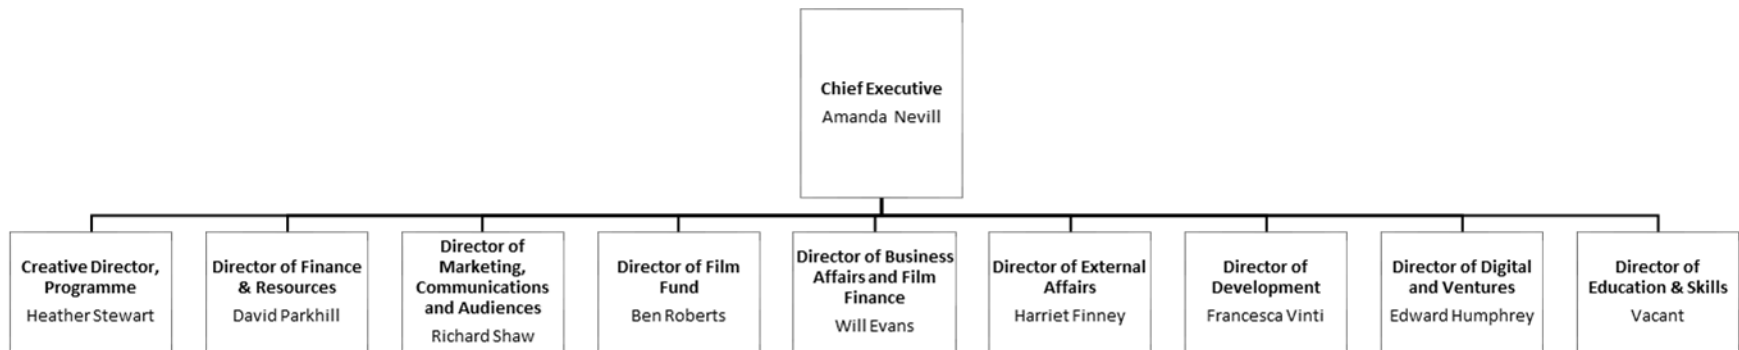 Chief Executive
Amanda Nevill
Creative Director,
Programme
Heather Stewart
Director of Finance
& Resources
David Parkhill
Director of
Marketing,
Communications
and Audiences
Richard Shaw
Director of Film
Fund
Ben Roberts
Director of Business
Affairs and Film
Finance
Will Evans
Director of External
Affairs
Harriet Finney
Director of
Development
Francesca Vinti
Director of Digital
and Ventures
Edward Humphrey
Director of
Education & Skills
Vacant